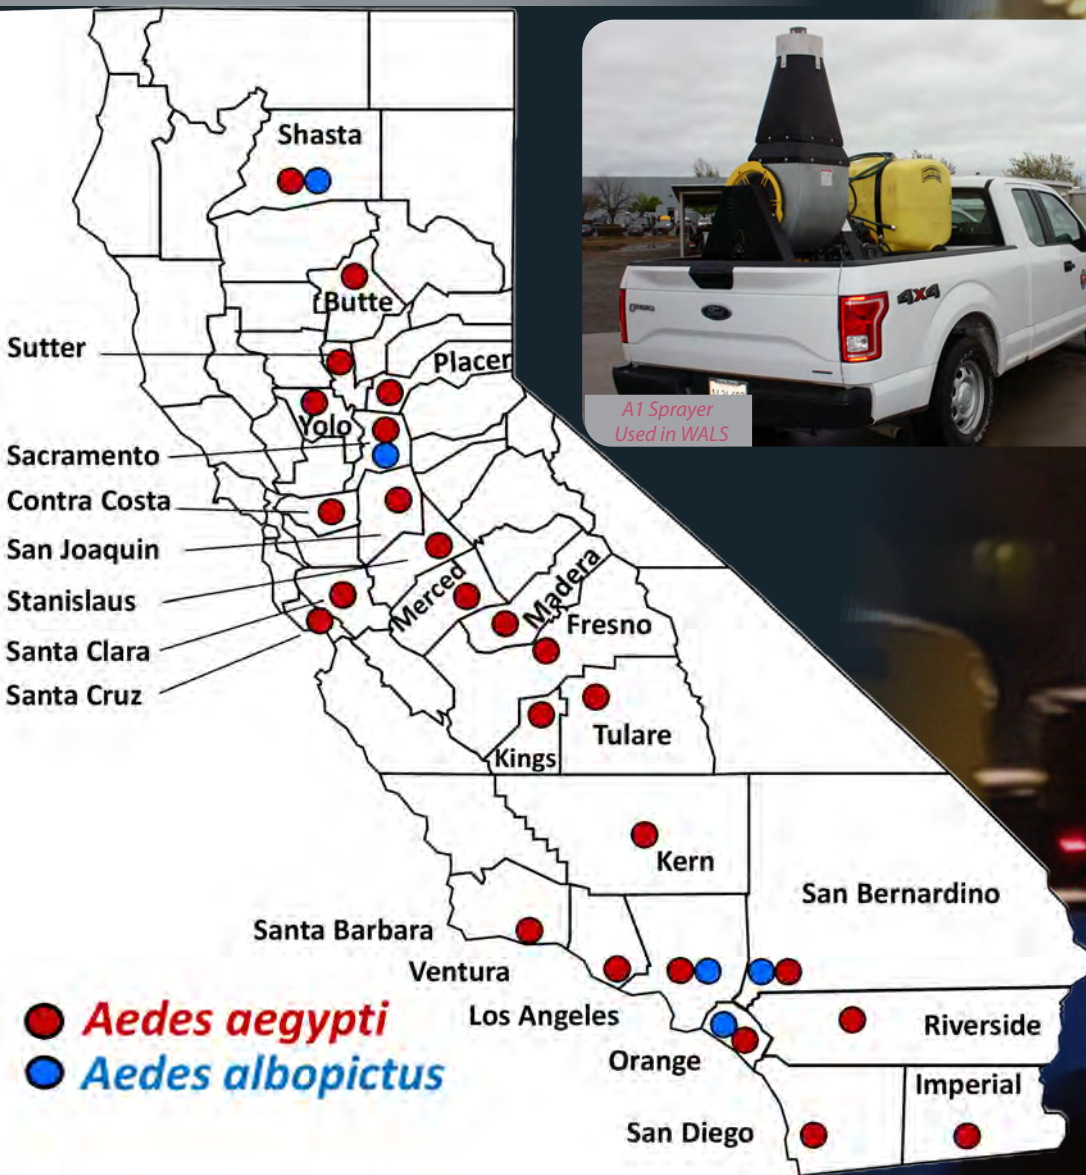 Shasta
Butte
Sutter
Placer
Yolo
Sacramento
Contra Costa
San Joaquin
Stanislaus
Merced
Madera
Santa Clara
Fresno
Santa Cruz
Tulare
Kings
Kern
San Bernardino
Santa Barbara
Ventura
Los Angeles
Riverside
Orange
Imperial
San Diego
Aedes aegypti
Aedes albopictus
4x4
Ford
A1 Sprayer
Used in WALS